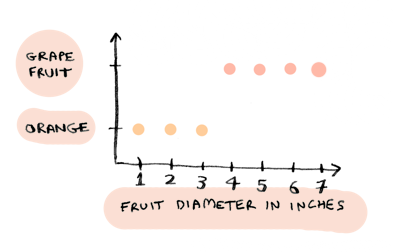 GRAPE
FRUIT
ORANGE
1 2 3 4 5 6 7
FRUIT DIAMETER IN INCHES